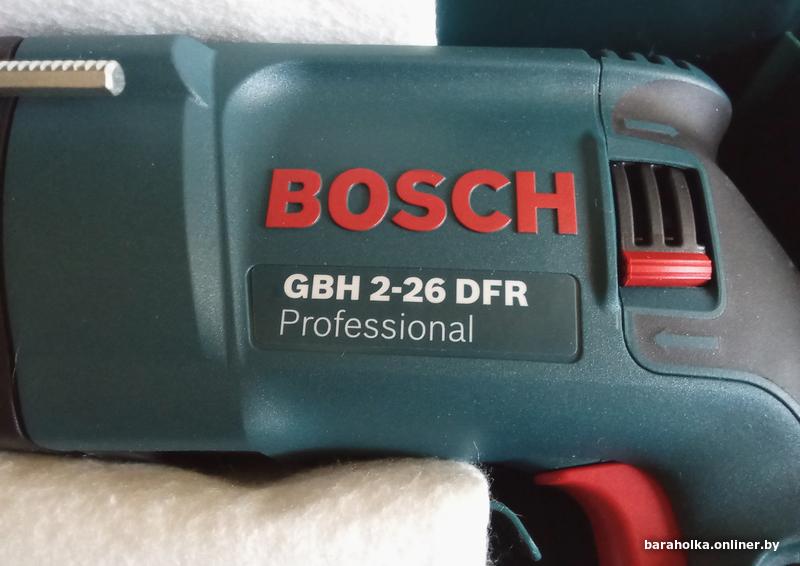 BOSCH
GBH 2-26 DFR
Professional
baraholka.onliner.by